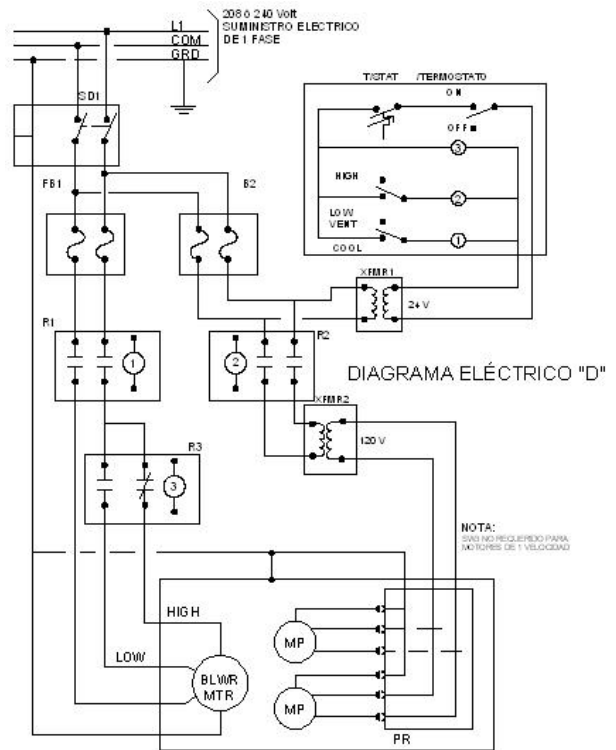 208 ó 240 Volt
SUMINISTRO ELECTRICO
DE 1 FASE
L1
COM
GRD
SD1
T/STAT /TERMOSTATO
ON
OFF
3
HIGH
2
LOW
VENT
COOL
1
FB1
B2
XFMR1
24 V
R1
1
2
R2
DIAGRAMA ELÉCTRICO "D"
XFMR2
120 V
R3
3
NOTA:
SW3 NO REQUERIDO PARA
MOTORES DE 1 VELOCIDAD
HIGH
LOW
BLWR
MTR
MP
MP
PR